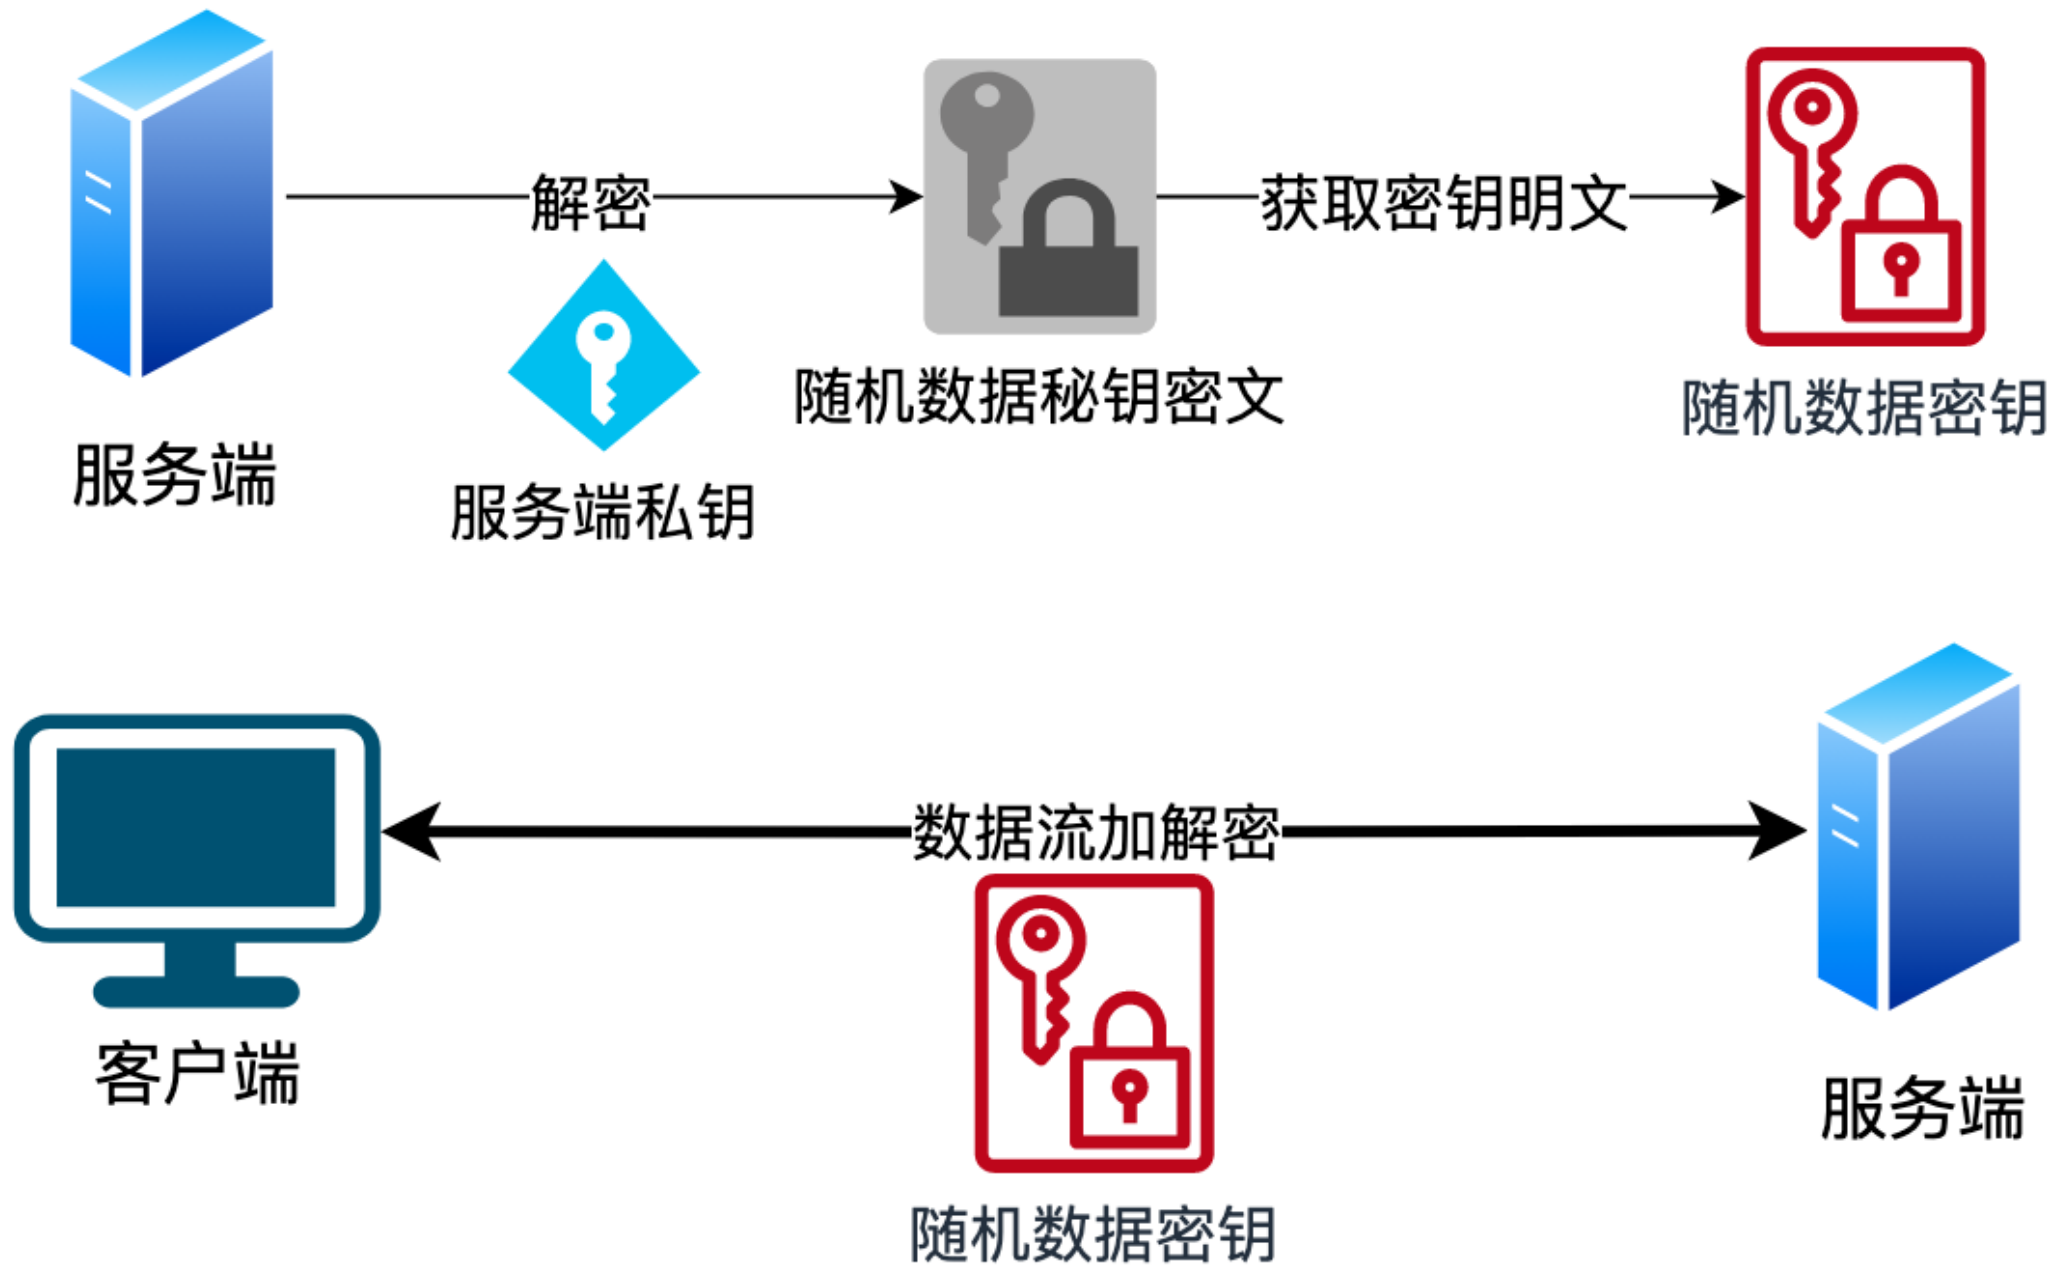 解密
获取密钥明文
随机数据秘钥密文
随机数据密钥
服务端
服务端私钥
数据流加解密
客户端
服务端
随机数据密钥